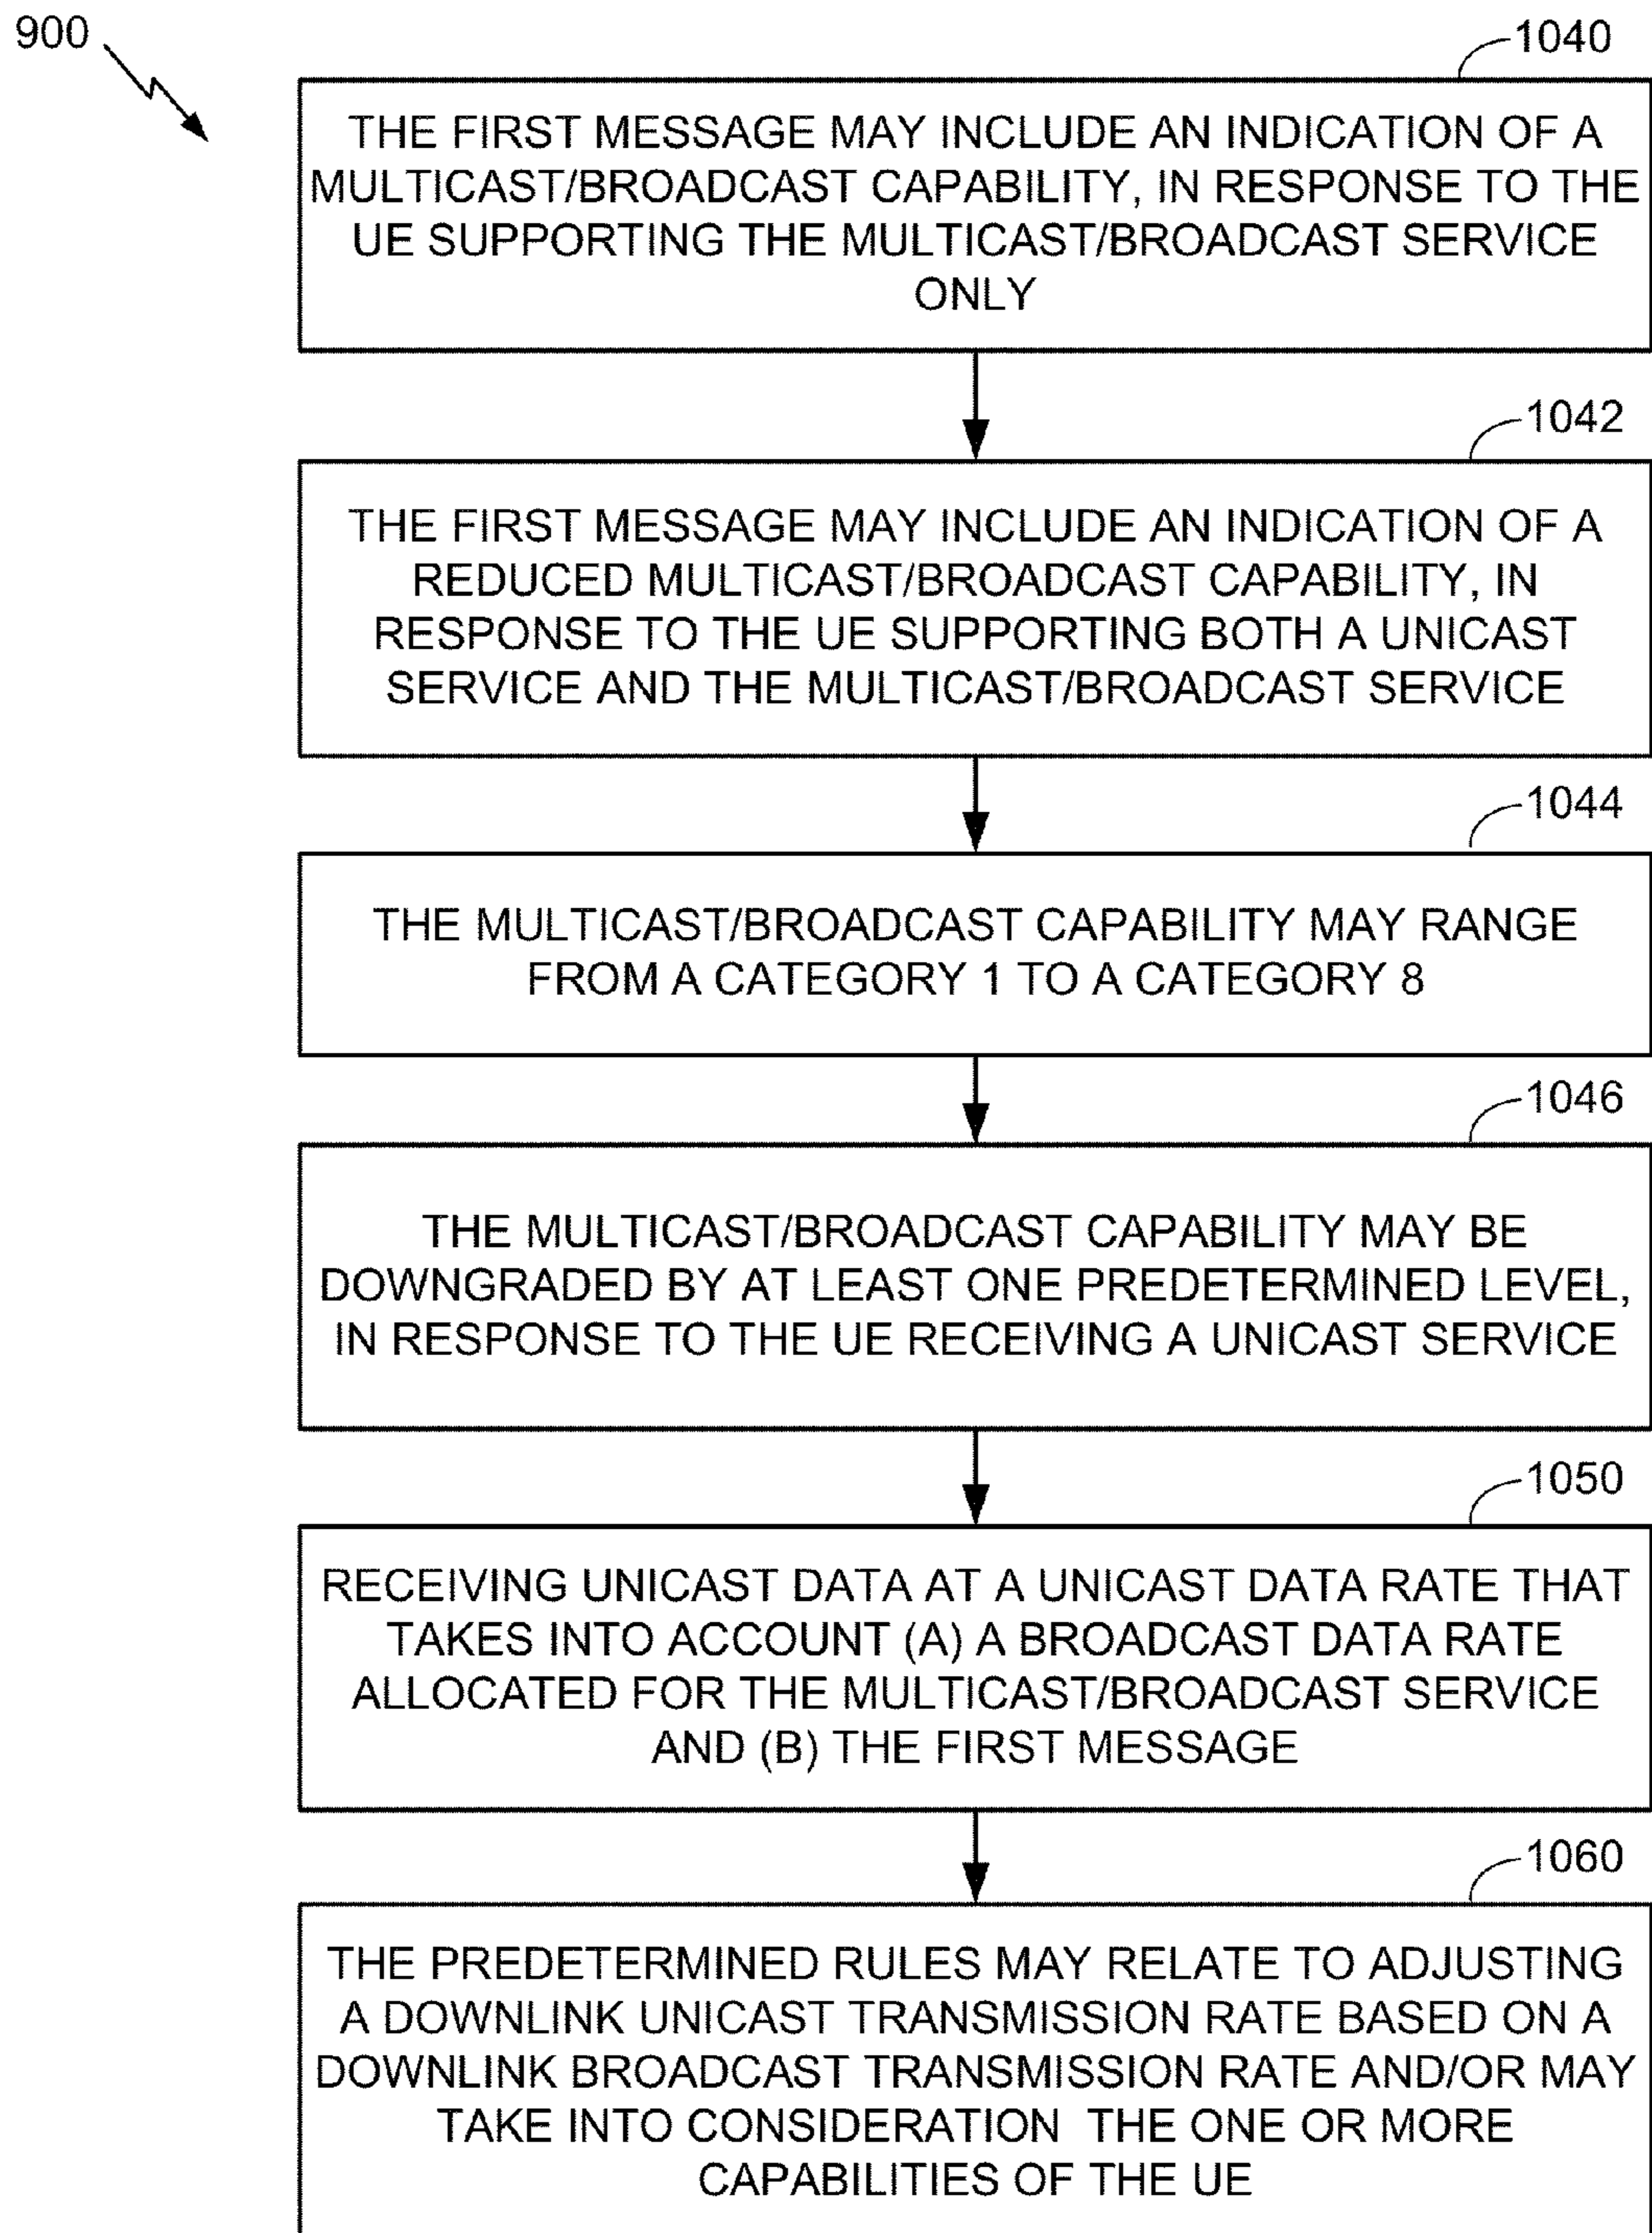 900
1040
THE FIRST MESSAGE MAY INCLUDE AN INDICATION OF A
MULTICAST/BROADCAST CAPABILITY, IN RESPONSE TO THE
UE SUPPORTING THE MULTICAST/BROADCAST SERVICE
ONLY
1042
THE FIRST MESSAGE MAY INCLUDE AN INDICATION OF A
REDUCED MULTICAST/BROADCAST CAPABILITY, IN
RESPONSE TO THE UE SUPPORTING BOTH A UNICAST
SERVICE AND THE MULTICAST/BROADCAST SERVICE
1044
THE MULTICAST/BROADCAST CAPABILITY MAY RANGE
FROM A CATEGORY 1 TO A CATEGORY 8
1046
THE MULTICAST/BROADCAST CAPABILITY MAY BE
DOWNGRADED BY AT LEAST ONE PREDETERMINED LEVEL,
IN RESPONSE TO THE UE RECEIVING A UNICAST SERVICE
1050
RECEIVING UNICAST DATA AT A UNICAST DATA RATE THAT
TAKES INTO ACCOUNT (A) A BROADCAST DATA RATE
ALLOCATED FOR THE MULTICAST/BROADCAST SERVICE
AND (B) THE FIRST MESSAGE
1060
THE PREDETERMINED RULES MAY RELATE TO ADJUSTING
A DOWNLINK UNICAST TRANSMISSION RATE BASED ON A
DOWNLINK BROADCAST TRANSMISSION RATE AND/OR MAY
TAKE INTO CONSIDERATION THE ONE OR MORE
CAPABILITIES OF THE UE